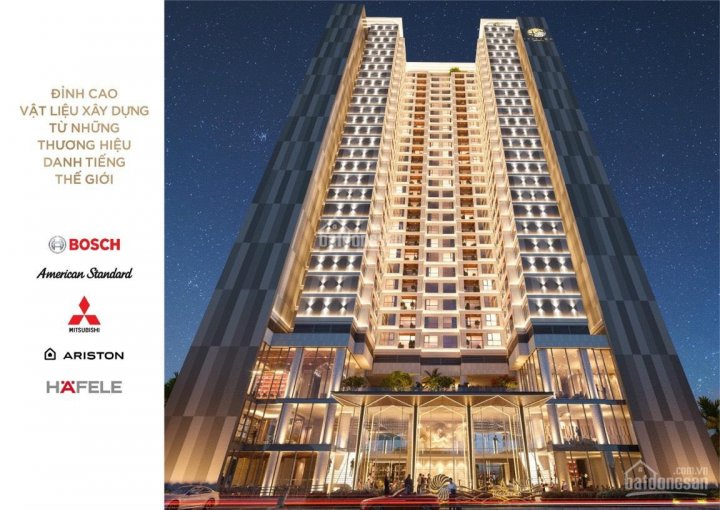 ĐỈNH CAO
VẬT LIỆU XÂY DỰNG
TỪ NHỮNG
THƯƠNG HIỆU
DANH TIẾNG
THẾ GIỚI
BOSCH
American Standard
MITSUBISHI
ARISTON
HÄFELE
.com.vn
batdongsan